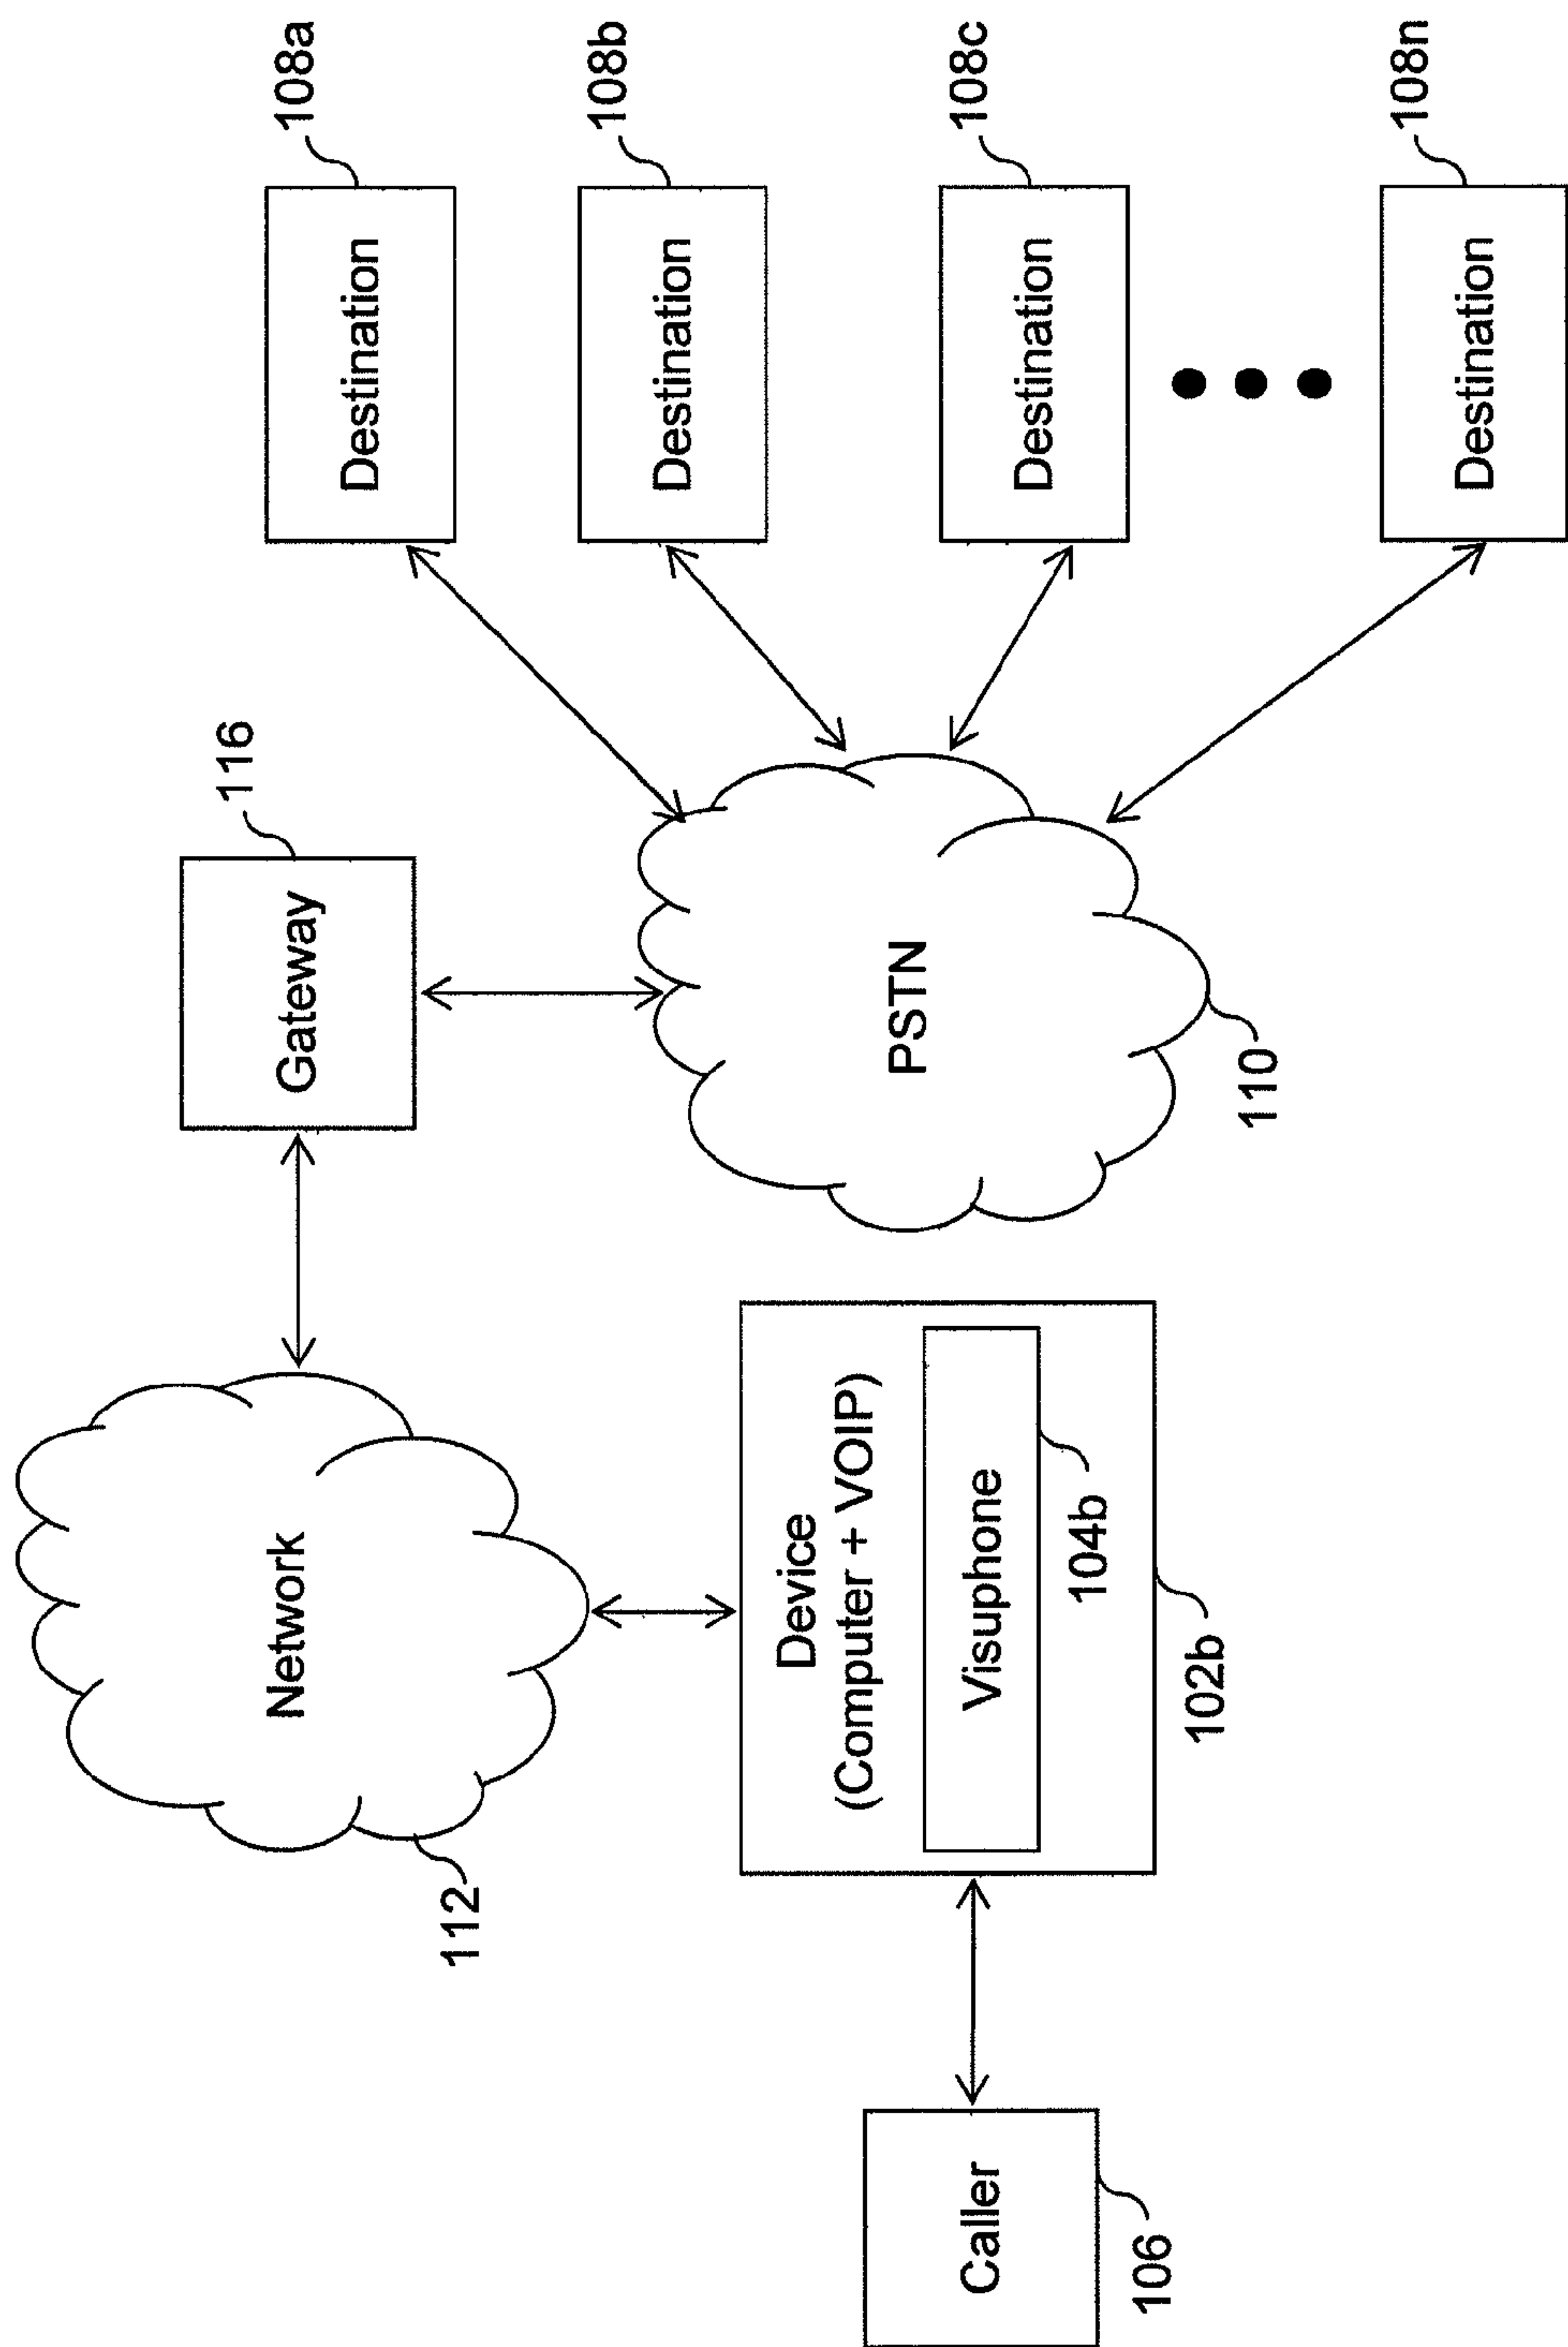 Caller
106
Device
(Computer + VOIP)
Visuphone
104b
102b
Network
112
Gateway
116
PSTN
110
Destination
108a
Destination
108b
Destination
108c
Destination
108n